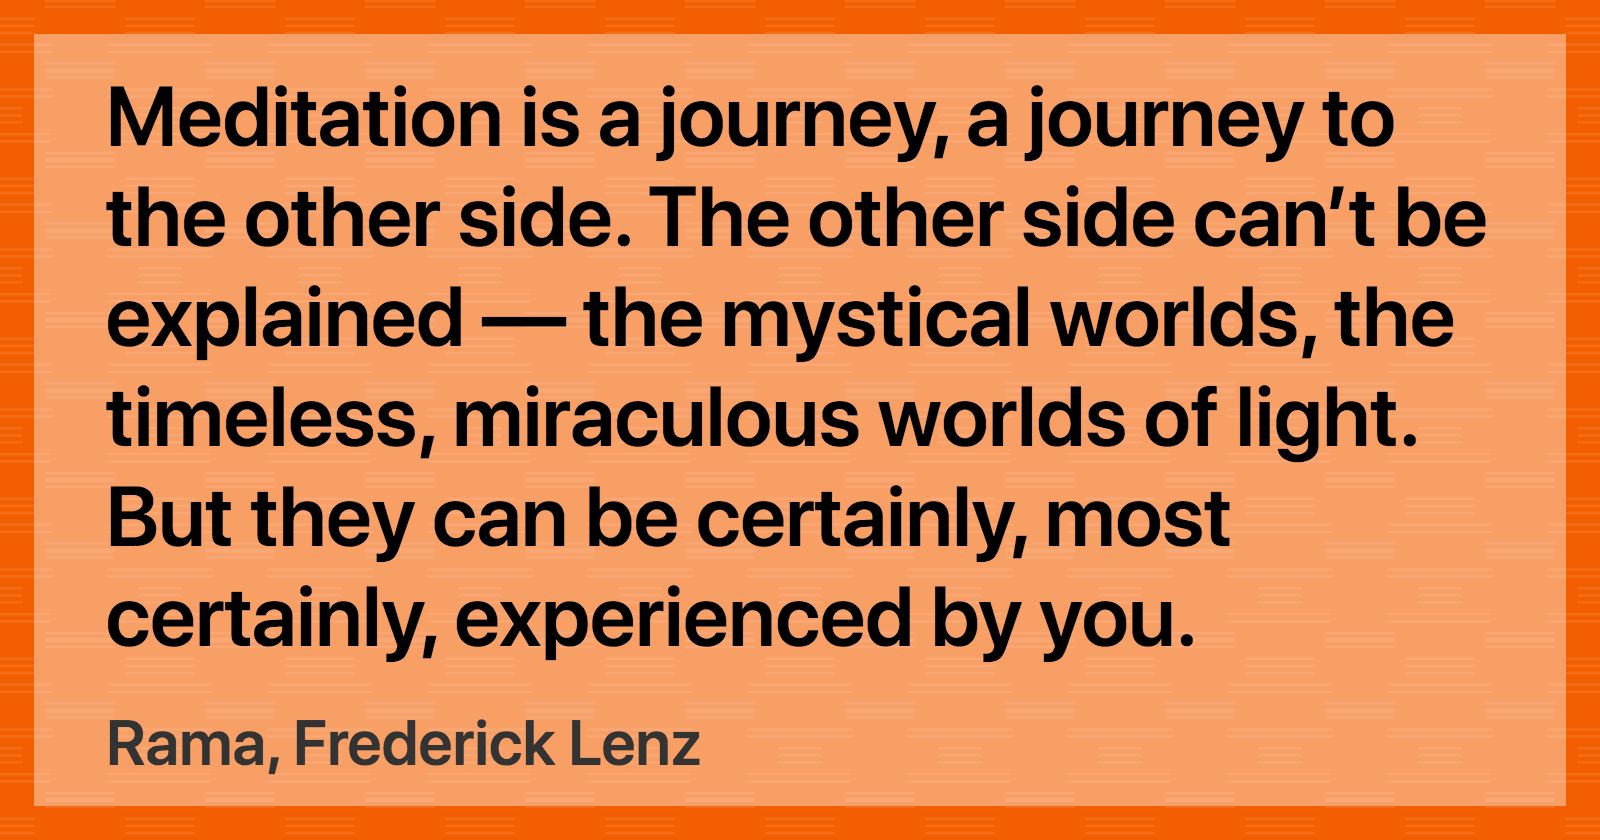 Meditation is a journey, a journey to
the other side. The other side can’t be
explained — the mystical worlds, the
timeless, miraculous worlds of light.
But they can be certainly, most
certainly, experienced by you.
Rama, Frederick Lenz